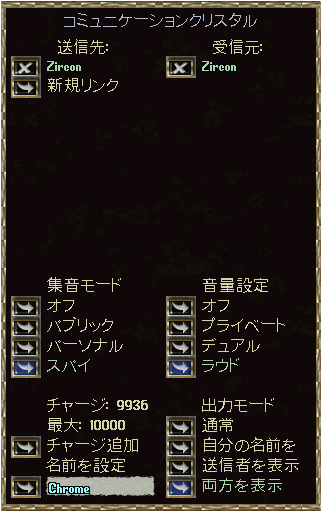 コミュニケーションクリスタル
送信先: 受信元:
Zircon Zircon
新規リンク
集音モード 音量設定
オフ オフ
パブリック プライベート
パーソナル デュアル
スパイ ラウド
チャージ: 9936 出力モード
最大: 10000 通常
チャージ追加 自分の名前を
名前を設定 送信者を表示
Chrome 両方を表示